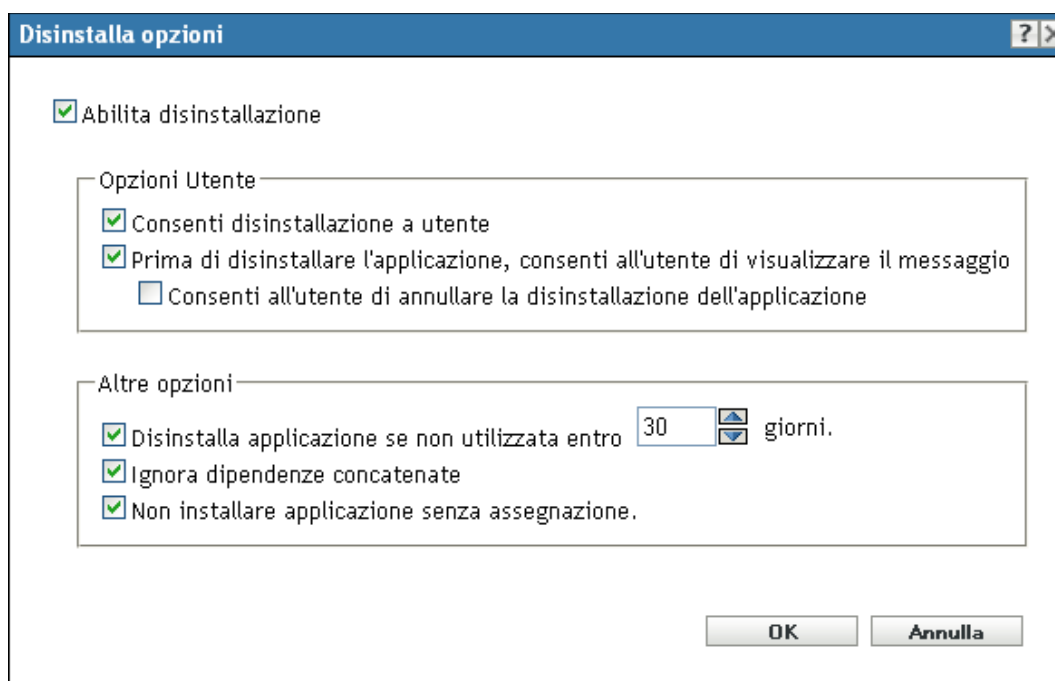 Disinstalla opzioni
Abilita disinstallazione
Opzioni Utente
Consenti disinstallazione a utente
Prima di disinstallare l'applicazione, consenti all'utente di visualizzare il messaggio
Consenti all'utente di annullare la disinstallazione dell'applicazione
Altre opzioni
Disinstalla applicazione se non utilizzata entro 30 giorni.
Ignora dipendenze concatenate
Non installare applicazione senza assegnazione.
OK Annulla